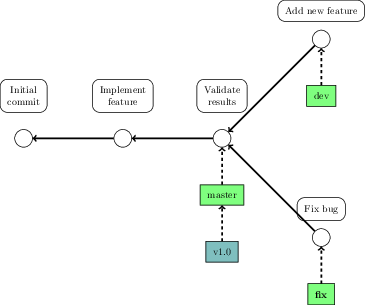 Add new feature
Initial
commit
Implement
feature
Validate
results
dev
master
Fix bug
v1.0
fix